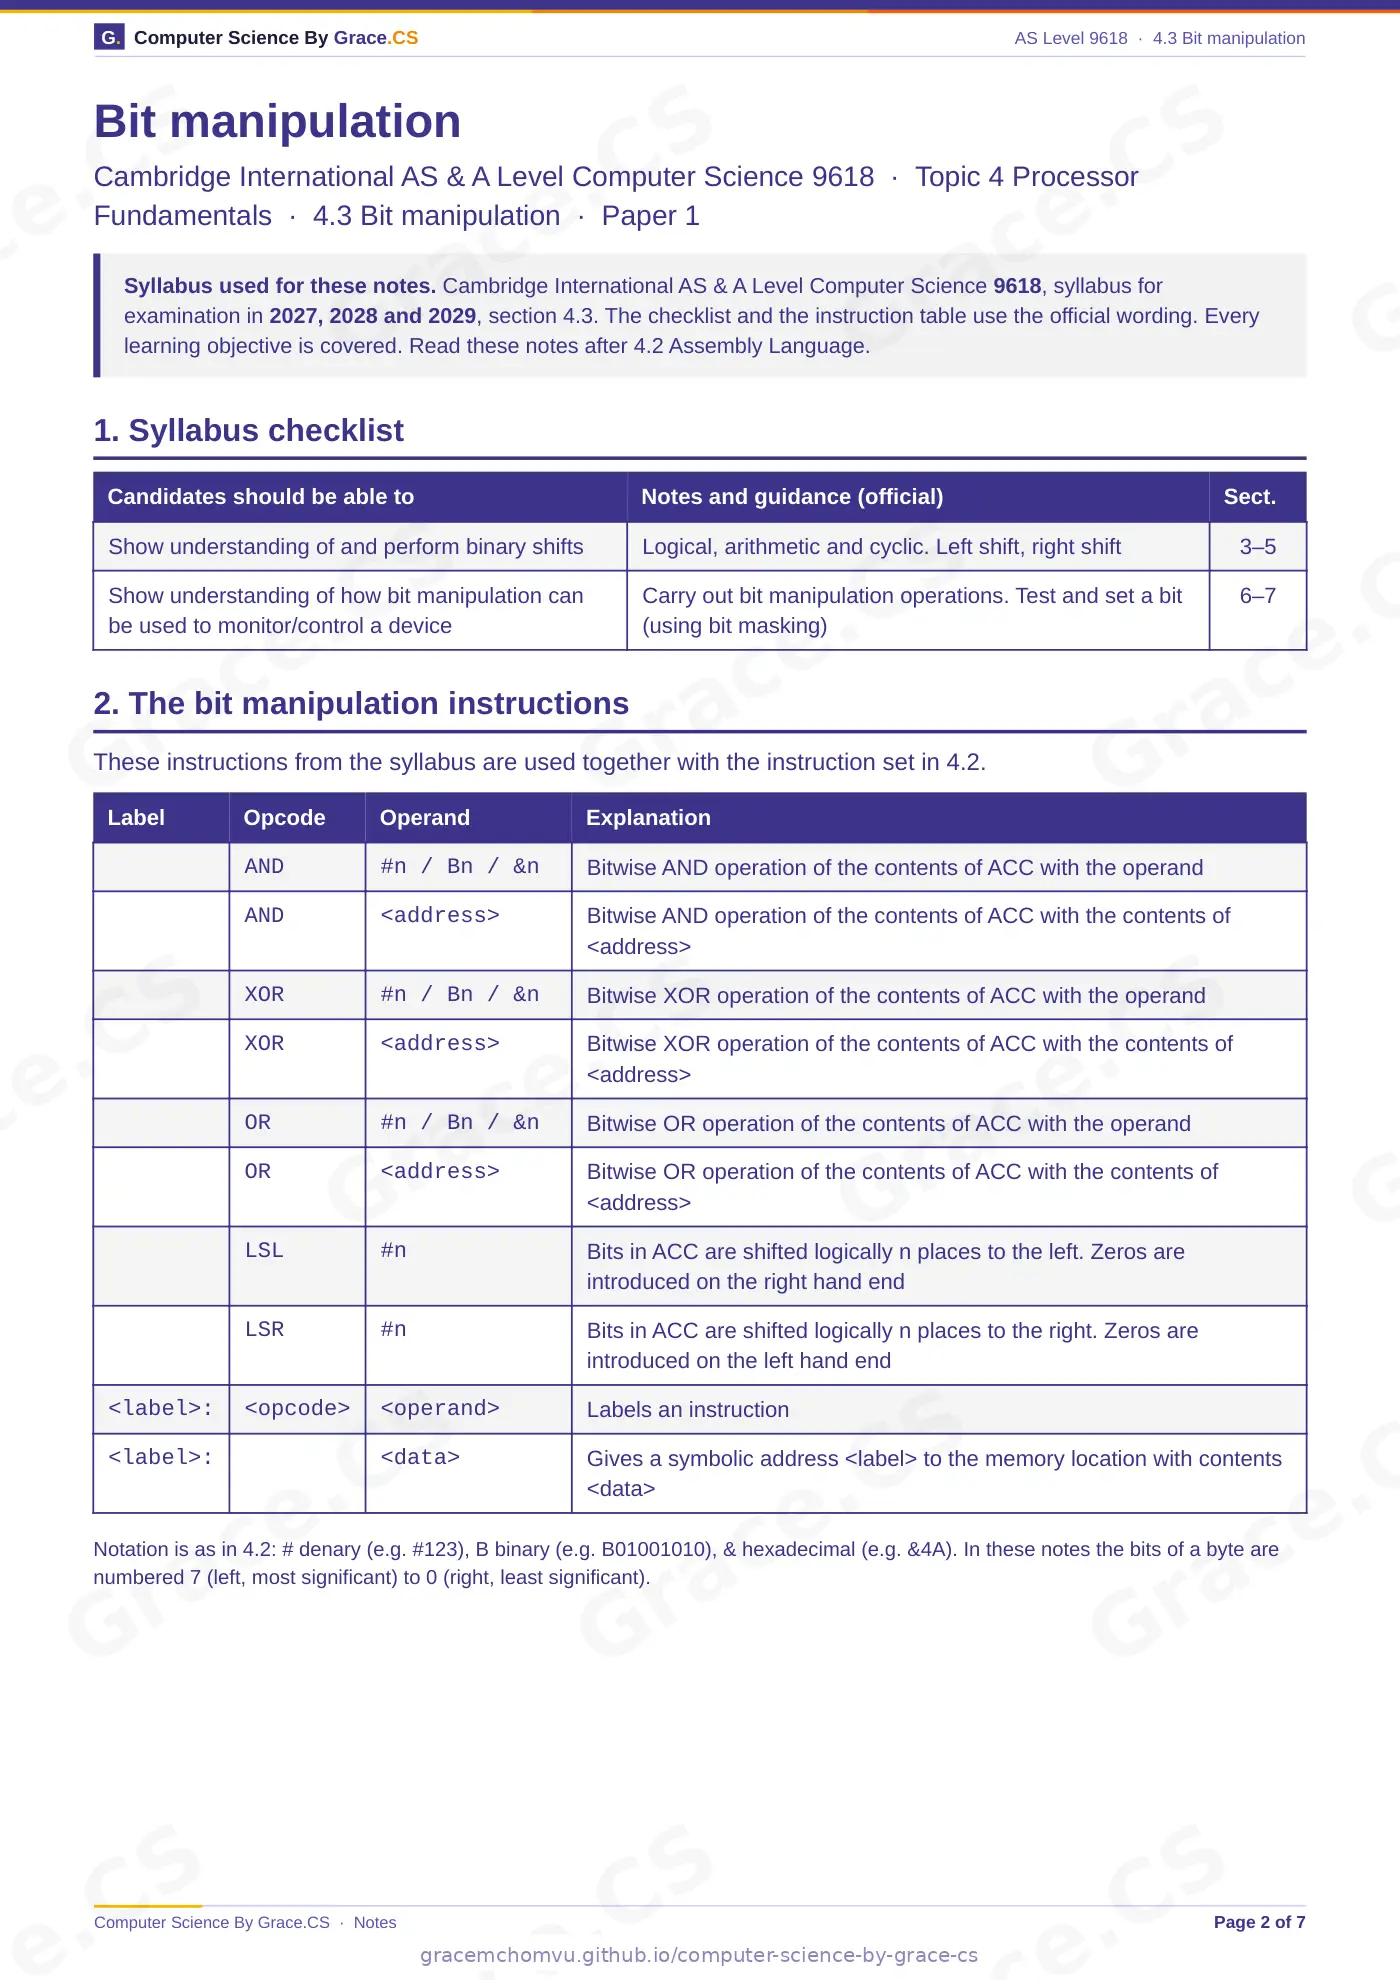 G. Computer Science By Grace.CS
AS Level 9618 · 4.3 Bit manipulation
Bit manipulation
Cambridge International AS & A Level Computer Science 9618 · Topic 4 Processor
Fundamentals · 4.3 Bit manipulation · Paper 1
Syllabus used for these notes. Cambridge International AS & A Level Computer Science 9618, syllabus for
examination in 2027, 2028 and 2029, section 4.3. The checklist and the instruction table use the official wording. Every
learning objective is covered. Read these notes after 4.2 Assembly Language.
1. Syllabus checklist
Candidates should be able to Notes and guidance (official) Sect.
Show understanding of and perform binary shifts Logical, arithmetic and cyclic. Left shift, right shift 3–5
Show understanding of how bit manipulation can Carry out bit manipulation operations. Test and set a bit 6–7
be used to monitor/control a device (using bit masking)
2. The bit manipulation instructions
These instructions from the syllabus are used together with the instruction set in 4.2.
Label Opcode Operand Explanation
AND #n / Bn / &n Bitwise AND operation of the contents of ACC with the operand
AND <address> Bitwise AND operation of the contents of ACC with the contents of
<address>
XOR #n / Bn / &n Bitwise XOR operation of the contents of ACC with the operand
XOR <address> Bitwise XOR operation of the contents of ACC with the contents of
<address>
OR #n / Bn / &n Bitwise OR operation of the contents of ACC with the operand
OR <address> Bitwise OR operation of the contents of ACC with the contents of
<address>
LSL #n Bits in ACC are shifted logically n places to the left. Zeros are
introduced on the right hand end
LSR #n Bits in ACC are shifted logically n places to the right. Zeros are
introduced on the left hand end
<label>: <opcode> <operand> Labels an instruction
<label>: <data> Gives a symbolic address <label> to the memory location with contents
<data>
Notation is as in 4.2: # denary (e.g. #123), B binary (e.g. B01001010), & hexadecimal (e.g. &4A). In these notes the bits of a byte are
numbered 7 (left, most significant) to 0 (right, least significant).
Computer Science By Grace.CS · Notes
Page 2 of 7
gracemchomvu.github.io/computer-science-by-grace-cs